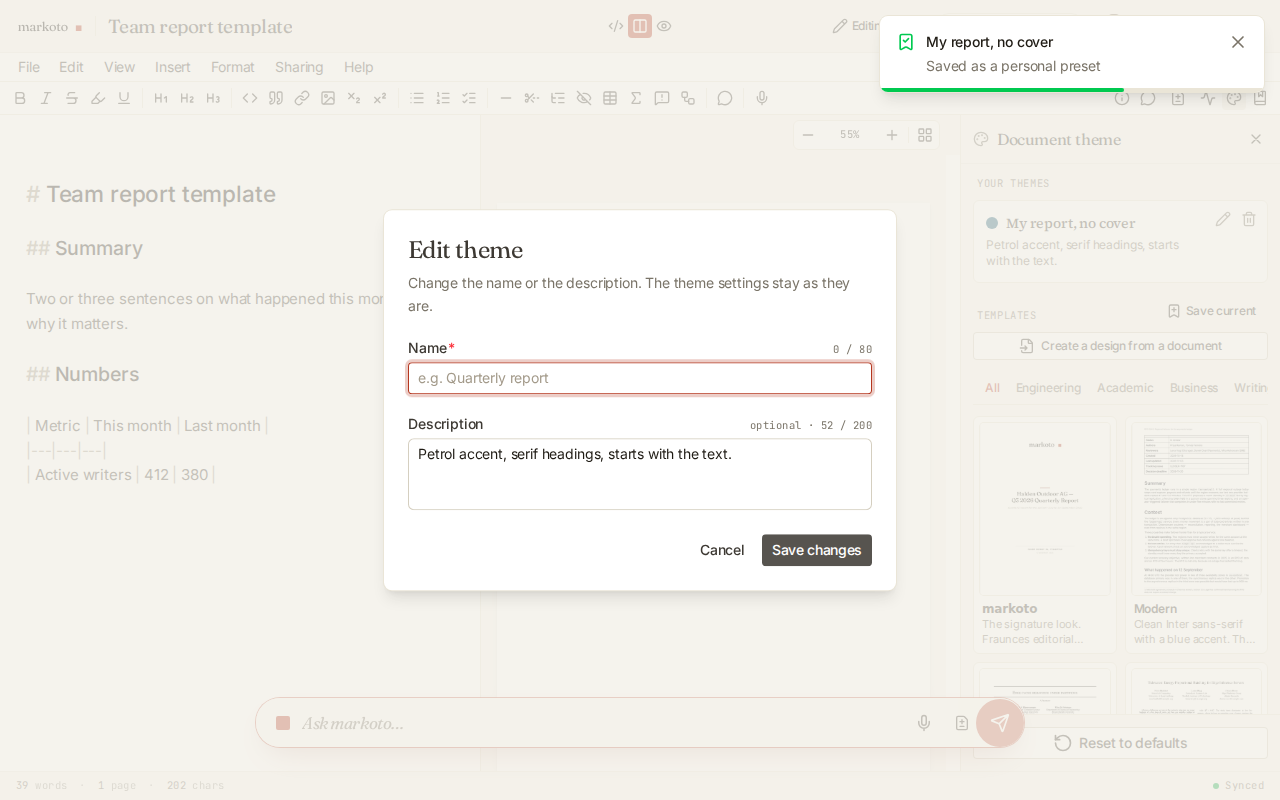 markoto
Team report template
Editin
My report, no cover
Saved as a personal preset
File Edit View Insert Format Sharing Help
H1 H2 H3
55%
Document theme
YOUR THEMES
My report, no cover
Petrol accent, serif headings, starts
with the text.
TEMPLATES
Save current
Create a design from a document
All Engineering Academic Business Writin
markoto
The signature look.
Fraunces editorial...
Modern
Clean Inter sans-serif
with a blue accent. Th...
Reset to defaults
# Team report template
## Summary
Two or three sentences on what happened this mon
why it matters.
## Numbers
| Metric | This month | Last month |
|---|---|---|
| Active writers | 412 | 380 |
Edit theme
Change the name or the description. The theme settings stay as they
are.
Name* 0 / 80
e.g. Quarterly report
Description optional · 52 / 200
Petrol accent, serif headings, starts with the text.
Cancel Save changes
Ask markoto...
39 words · 1 page · 202 chars
Synced